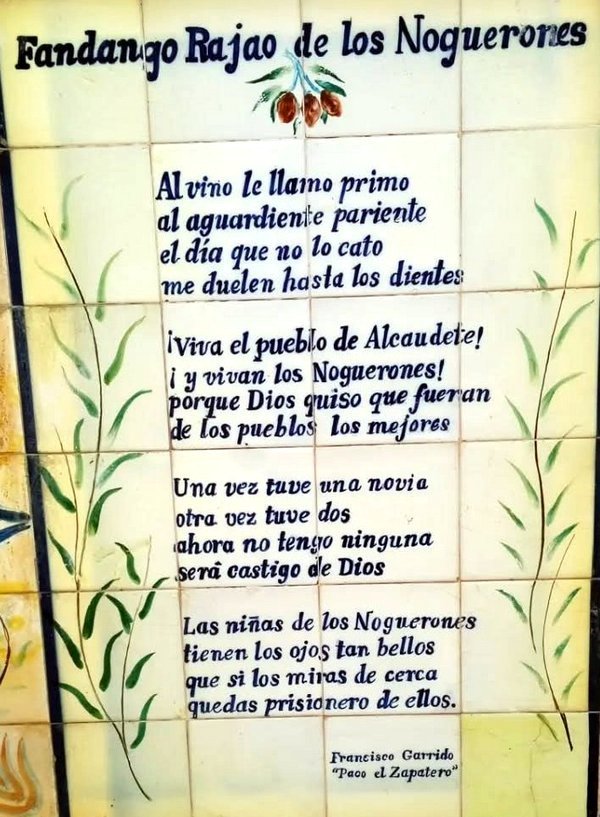 Fandango Rajao de los Noguerones
Al vino le llamo primo
al aguardiente pariente
el día que no lo cato
me duelen hasta los dientes
¡Viva el pueblo de Alcaudete!
¡y vivan los Noguerones!
porque Dios quiso que fueran
de los pueblos los mejores
Una vez tuve una novia
otra vez tuve dos
ahora no tengo ninguna
será castigo de Dios
Las niñas de los Noguerones
tienen los ojos tan bellos
que si los miras de cerca
quedas prisionero de ellos.
Francisco Garrido
"Paco el Zapatero"